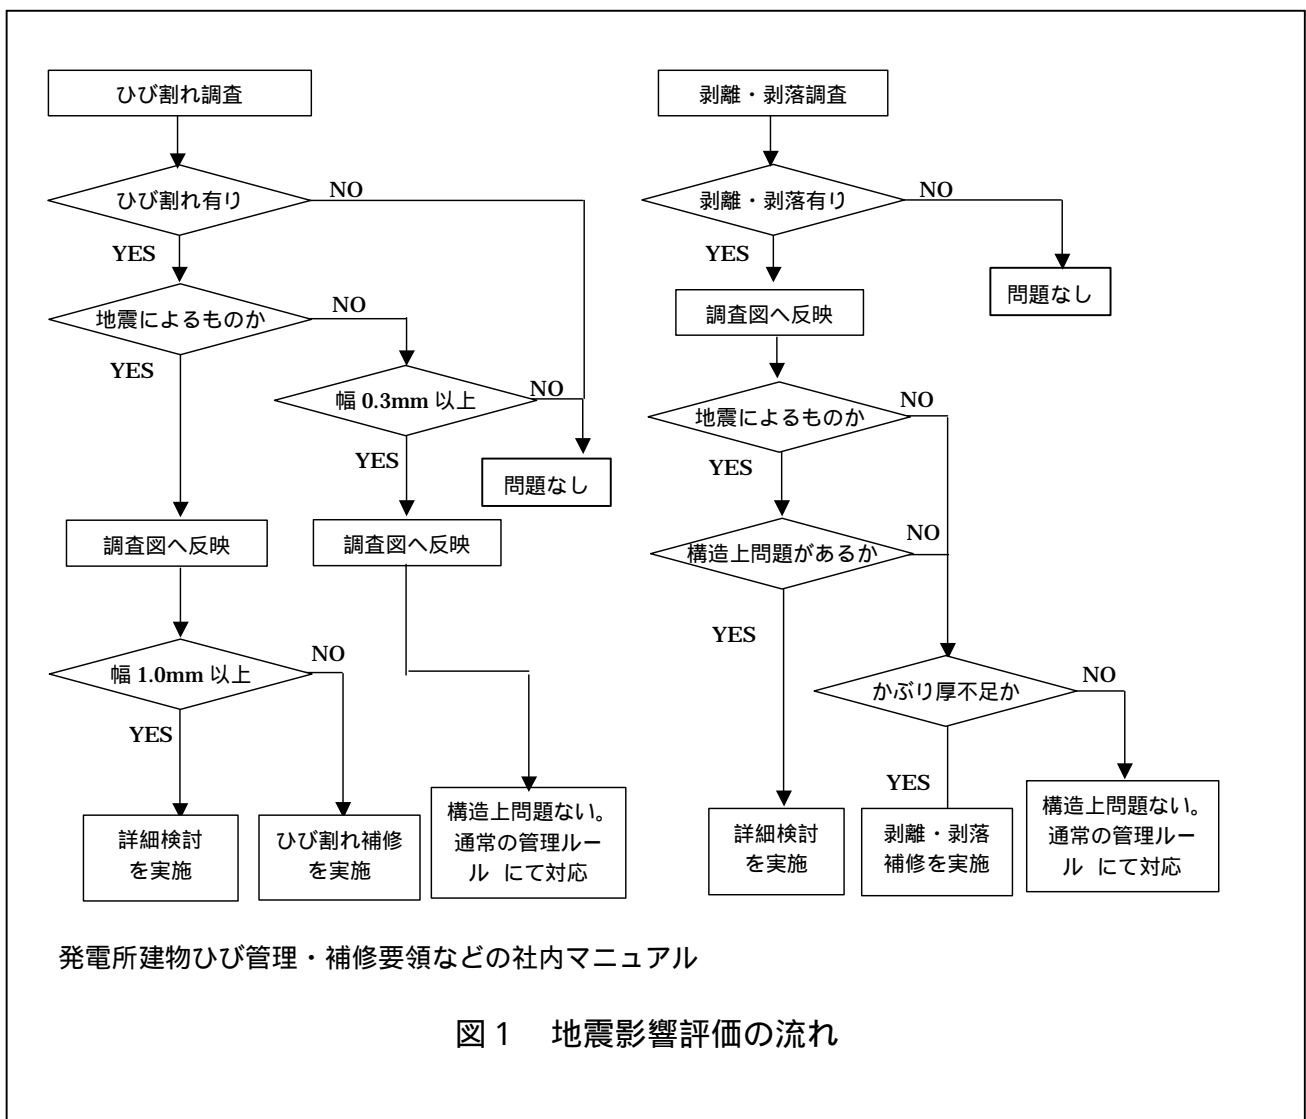 ひび割れ調査
ひび割れ有り
NO
YES
地震によるものか
NO
YES
幅 0.3mm 以上
NO
YES
問題なし
調査図へ反映
調査図へ反映
幅 1.0mm 以上
NO
YES
詳細検討
を実施
ひび割れ補修
を実施
構造上問題ない。
通常の管理ルー
ル にて対応
剥離・剥落調査
剥離・剥落有り
NO
YES
問題なし
調査図へ反映
地震によるものか
NO
YES
構造上問題があるか
NO
YES
かぶり厚不足か
NO
YES
詳細検討
を実施
剥離・剥落
補修を実施
構造上問題ない。
通常の管理ルー
ル にて対応
発電所建物ひび管理・補修要領などの社内マニュアル
図1 地震影響評価の流れ